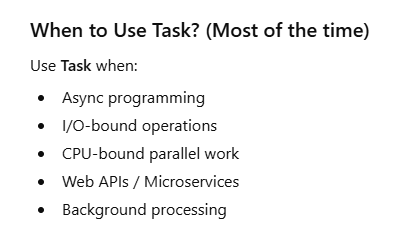 When to Use Task? (Most of the time)
Use Task when:
• Async programming
• I/O-bound operations
• CPU-bound parallel work
• Web APIs / Microservices
• Background processing